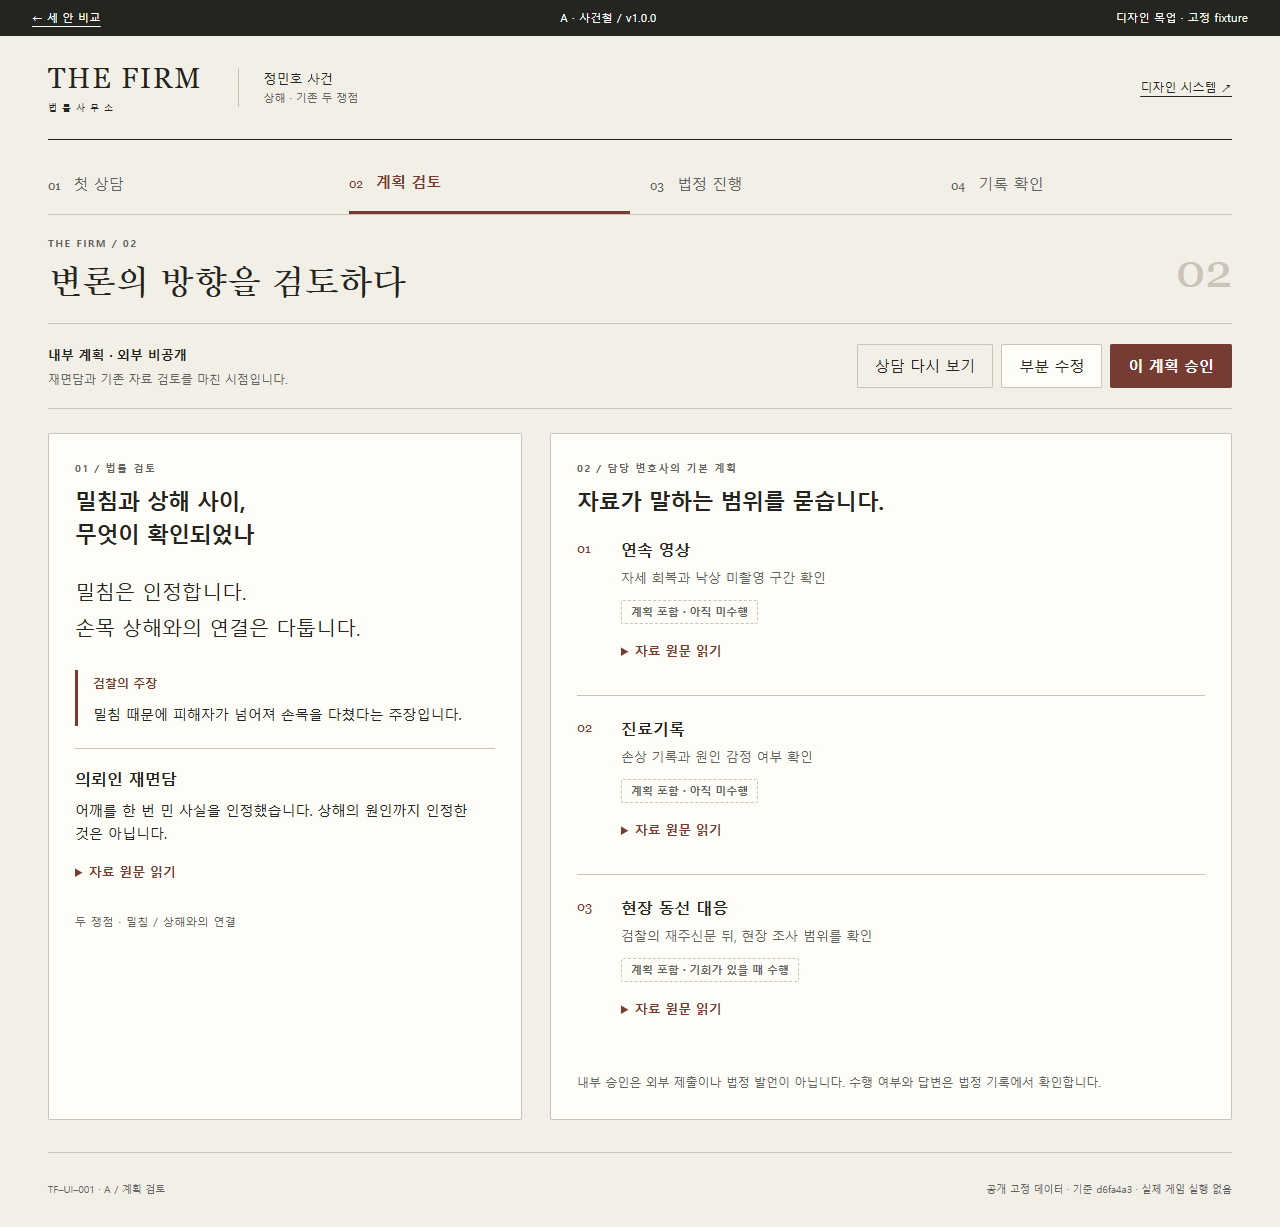 ← 세 안 비교
A · 사건철 / v1.0.0
디자인 목업 · 고정 fixture
THE FIRM
법률사무소
정민호 사건
상해 · 기존 두 쟁점
디자인 시스템 ↗
01 첫 상담
02 계획 검토
03 법정 진행
04 기록 확인
THE FIRM / 02
변론의 방향을 검토하다
02
내부 계획 · 외부 비공개
재면담과 기존 자료 검토를 마친 시점입니다.
상담 다시 보기
부분 수정
이 계획 승인
01 / 법률 검토
밀침과 상해 사이,
무엇이 확인되었나
밀침은 인정합니다.
손목 상해와의 연결은 다툽니다.
검찰의 주장
밀침 때문에 피해자가 넘어져 손목을 다쳤다는 주장입니다.
의뢰인 재면담
어깨를 한 번 민 사실을 인정했습니다. 상해의 원인까지 인정한
것은 아닙니다.
▶ 자료 원문 읽기
두 쟁점 · 밀침 / 상해와의 연결
02 / 담당 변호사의 기본 계획
자료가 말하는 범위를 묻습니다.
01 연속 영상
자세 회복과 낙상 미촬영 구간 확인
계획 포함 · 아직 미수행
▶ 자료 원문 읽기
02 진료기록
손상 기록과 원인 감정 여부 확인
계획 포함 · 아직 미수행
▶ 자료 원문 읽기
03 현장 동선 대응
검찰의 재주신문 뒤, 현장 조사 범위를 확인
계획 포함 · 기회가 있을 때 수행
▶ 자료 원문 읽기
내부 승인은 외부 제출이나 법정 발언이 아닙니다. 수행 여부와 답변은 법정 기록에서 확인합니다.
TF-UI-001 · A / 계획 검토
공개 고정 데이터 · 기준 d6fa4a3 · 실제 게임 실행 없음